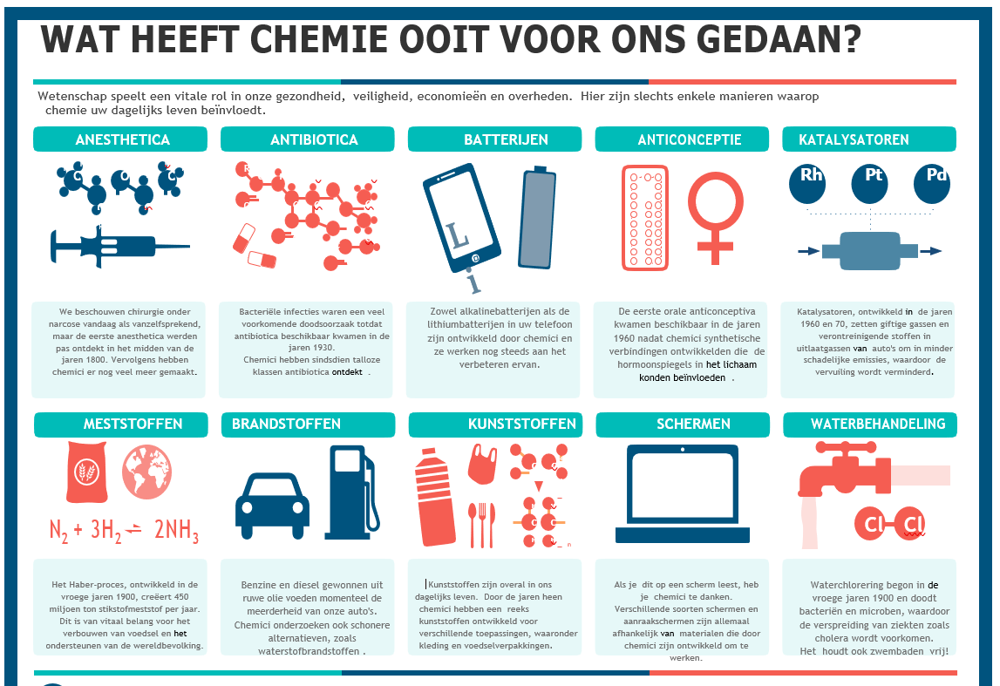 WAT HEEFT CHEMIE OOIT VOOR ONS GEDAAN?
Wetenschap speelt een vitale rol in onze gezondheid, veiligheid, economieën en overheden. Hier zijn slechts enkele manieren waarop
chemie uw dagelijks leven beïnvloedt.
ANESTHETICA
We beschouwen chirurgie onder
narcose vandaag als vanzelfsprekend,
maar de eerste anesthetica werden
pas ontdekt in het midden van de
jaren 1800. Vervolgens hebben
chemici er nog veel meer gemaakt.
ANTIBIOTICA
Bacteriële infecties waren een veel
voorkomende doodsoorzaak totdat
antibiotica beschikbaar kwamen in de
jaren 1930.
Chemici hebben sindsdien talloze
klassen antibiotica ontdekt .
BATTERIJEN
L
i
Zowel alkalinebatterijen als de
lithiumbatterijen in uw telefoon
zijn ontwikkeld door chemici en
ze werken nog steeds aan het
verbeteren ervan.
ANTICONCEPTIE
De eerste orale anticonceptiva
kwamen beschikbaar in de jaren
1960 nadat chemici synthetische
verbindingen ontwikkelden die de
hormoonspiegels in het lichaam
konden beïnvloeden .
KATALYSATOREN
Rh Pt Pd
Katalysatoren, ontwikkeld in de jaren
1960 en 70, zetten giftige gassen en
verontreinigende stoffen in
uitlaatgassen van auto's om in minder
schadelijke emissies, waardoor de
vervuiling wordt verminderd.
MESTSTOFFEN
N2 + 3H2 ⇌ 2NH3
Het Haber-proces, ontwikkeld in de
vroege jaren 1900, creëert 450
miljoen ton stikstofmeststof per jaar.
Dit is van vitaal belang voor het
verbouwen van voedsel en het
ondersteunen van de wereldbevolking.
BRANDSTOFFEN
Benzine en diesel gewonnen uit
ruwe olie voeden momenteel de
meerderheid van onze auto's.
Chemici onderzoeken ook schonere
alternatieven, zoals
waterstofbrandstoffen .
KUNSTSTOFFEN
Kunststoffen zijn overal in ons
dagelijks leven. Door de jaren heen
chemici hebben een reeks
kunststoffen ontwikkeld voor
verschillende toepassingen, waaronder
kleding en voedselverpakkingen.
SCHERMEN
Als je dit op een scherm leest, heb
je chemici te danken.
Verschillende soorten schermen en
aanraakschermen zijn allemaal
afhankelijk van materialen die door
chemici zijn ontwikkeld om te
werken.
WATERBEHANDELING
Cl Cl
Waterchlorering begon in de
vroege jaren 1900 en doodt
bacteriën en microben, waardoor
de verspreiding van ziekten zoals
cholera wordt voorkomen.
Het houdt ook zwembaden vrij!